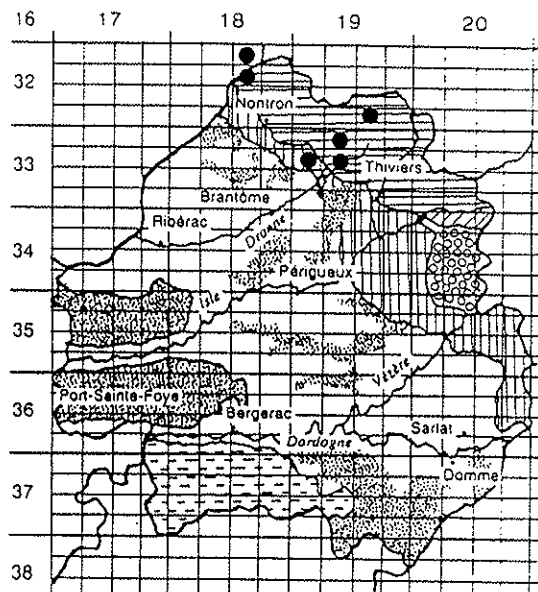 16 17 18 19 20
32
Nontron
33
Thiviers
Brantôme
Ribérac
Dronne
34
Périgueux
Isle
35
Vézère
Port-Sainte-Foye
36
Bergerac
Sarlat
Dordogne
Domme
37
38